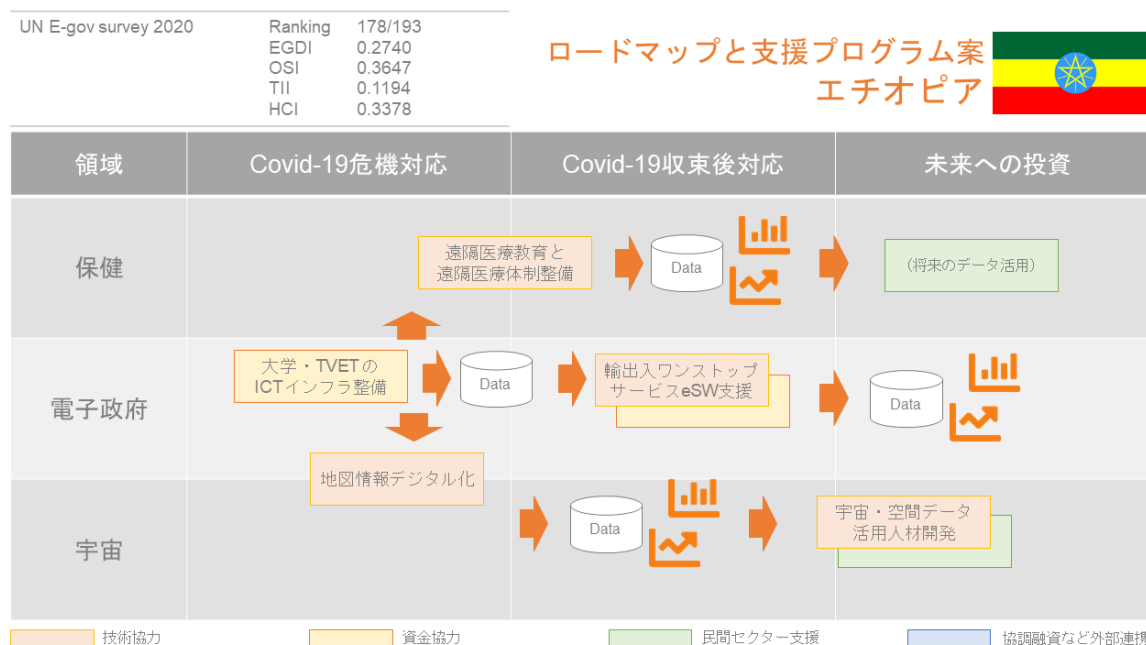 UN E-gov survey 2020
Ranking 178/193
EGDI 0.2740
OSI 0.3647
TII 0.1194
HCI 0.3378
ロードマップと支援プログラム案
エチオピア
領域 Covid-19危機対応 Covid-19収束後対応 未来への投資
保健
遠隔医療教育と
遠隔医療体制整備
Data
(将来のデータ活用)
電子政府
大学・TVETの
ICTインフラ整備
Data
輸出入ワンストップ
サービスeSW支援
Data
地図情報デジタル化
宇宙
Data
宇宙・空間データ
活用人材開発
技術協力 資金協力 民間セクター支援 協調融資など外部連携